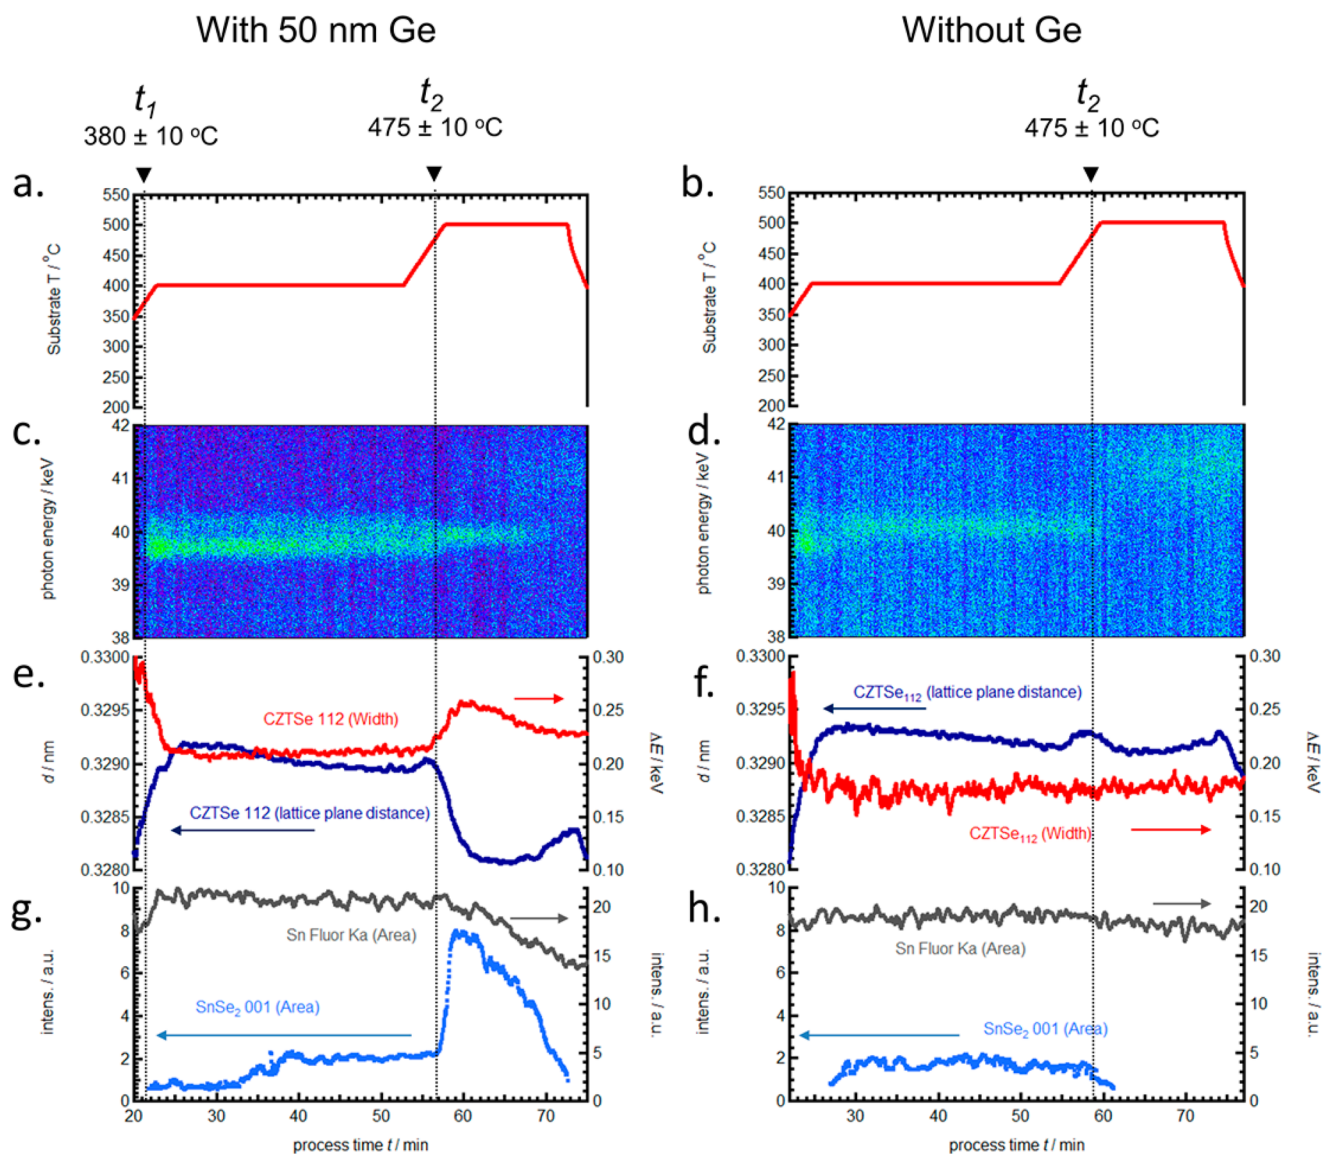 With 50 nm Ge
Without Ge
t1
380 ± 10 ºC
t2
475 ± 10 ºC
t2
475 ± 10 ºC
a.
Substrate T / °C
550
500
450
400
350
300
250
200
b.
Substrate T / °C
550
500
450
400
350
300
250
200
c.
photon energy / keV
42
41
40
39
38
d.
photon energy / keV
42
41
40
39
38
e.
d / nm
0.3300
0.3295
0.3290
0.3285
0.3280
CZTSe 112 (Width)
CZTSe 112 (lattice plane distance)
0.30
0.25
0.20
0.15
0.10
ΔE / keV
f.
d / nm
0.3300
0.3295
0.3290
0.3285
0.3280
CZTSe112 (lattice plane distance)
CZTSe112 (Width)
0.30
0.25
0.20
0.15
0.10
ΔE / keV
g.
intens. / a.u.
10
8
6
4
2
0
Sn Fluor Ka (Area)
SnSe2 001 (Area)
20
15
10
5
0
intens. / a.u.
20
30
40
50
60
70
process time t / min
h.
intens. / a.u.
10
8
6
4
2
0
Sn Fluor Ka (Area)
SnSe2 001 (Area)
20
15
10
5
0
intens. / a.u.
30
40
50
60
70
process time t / min